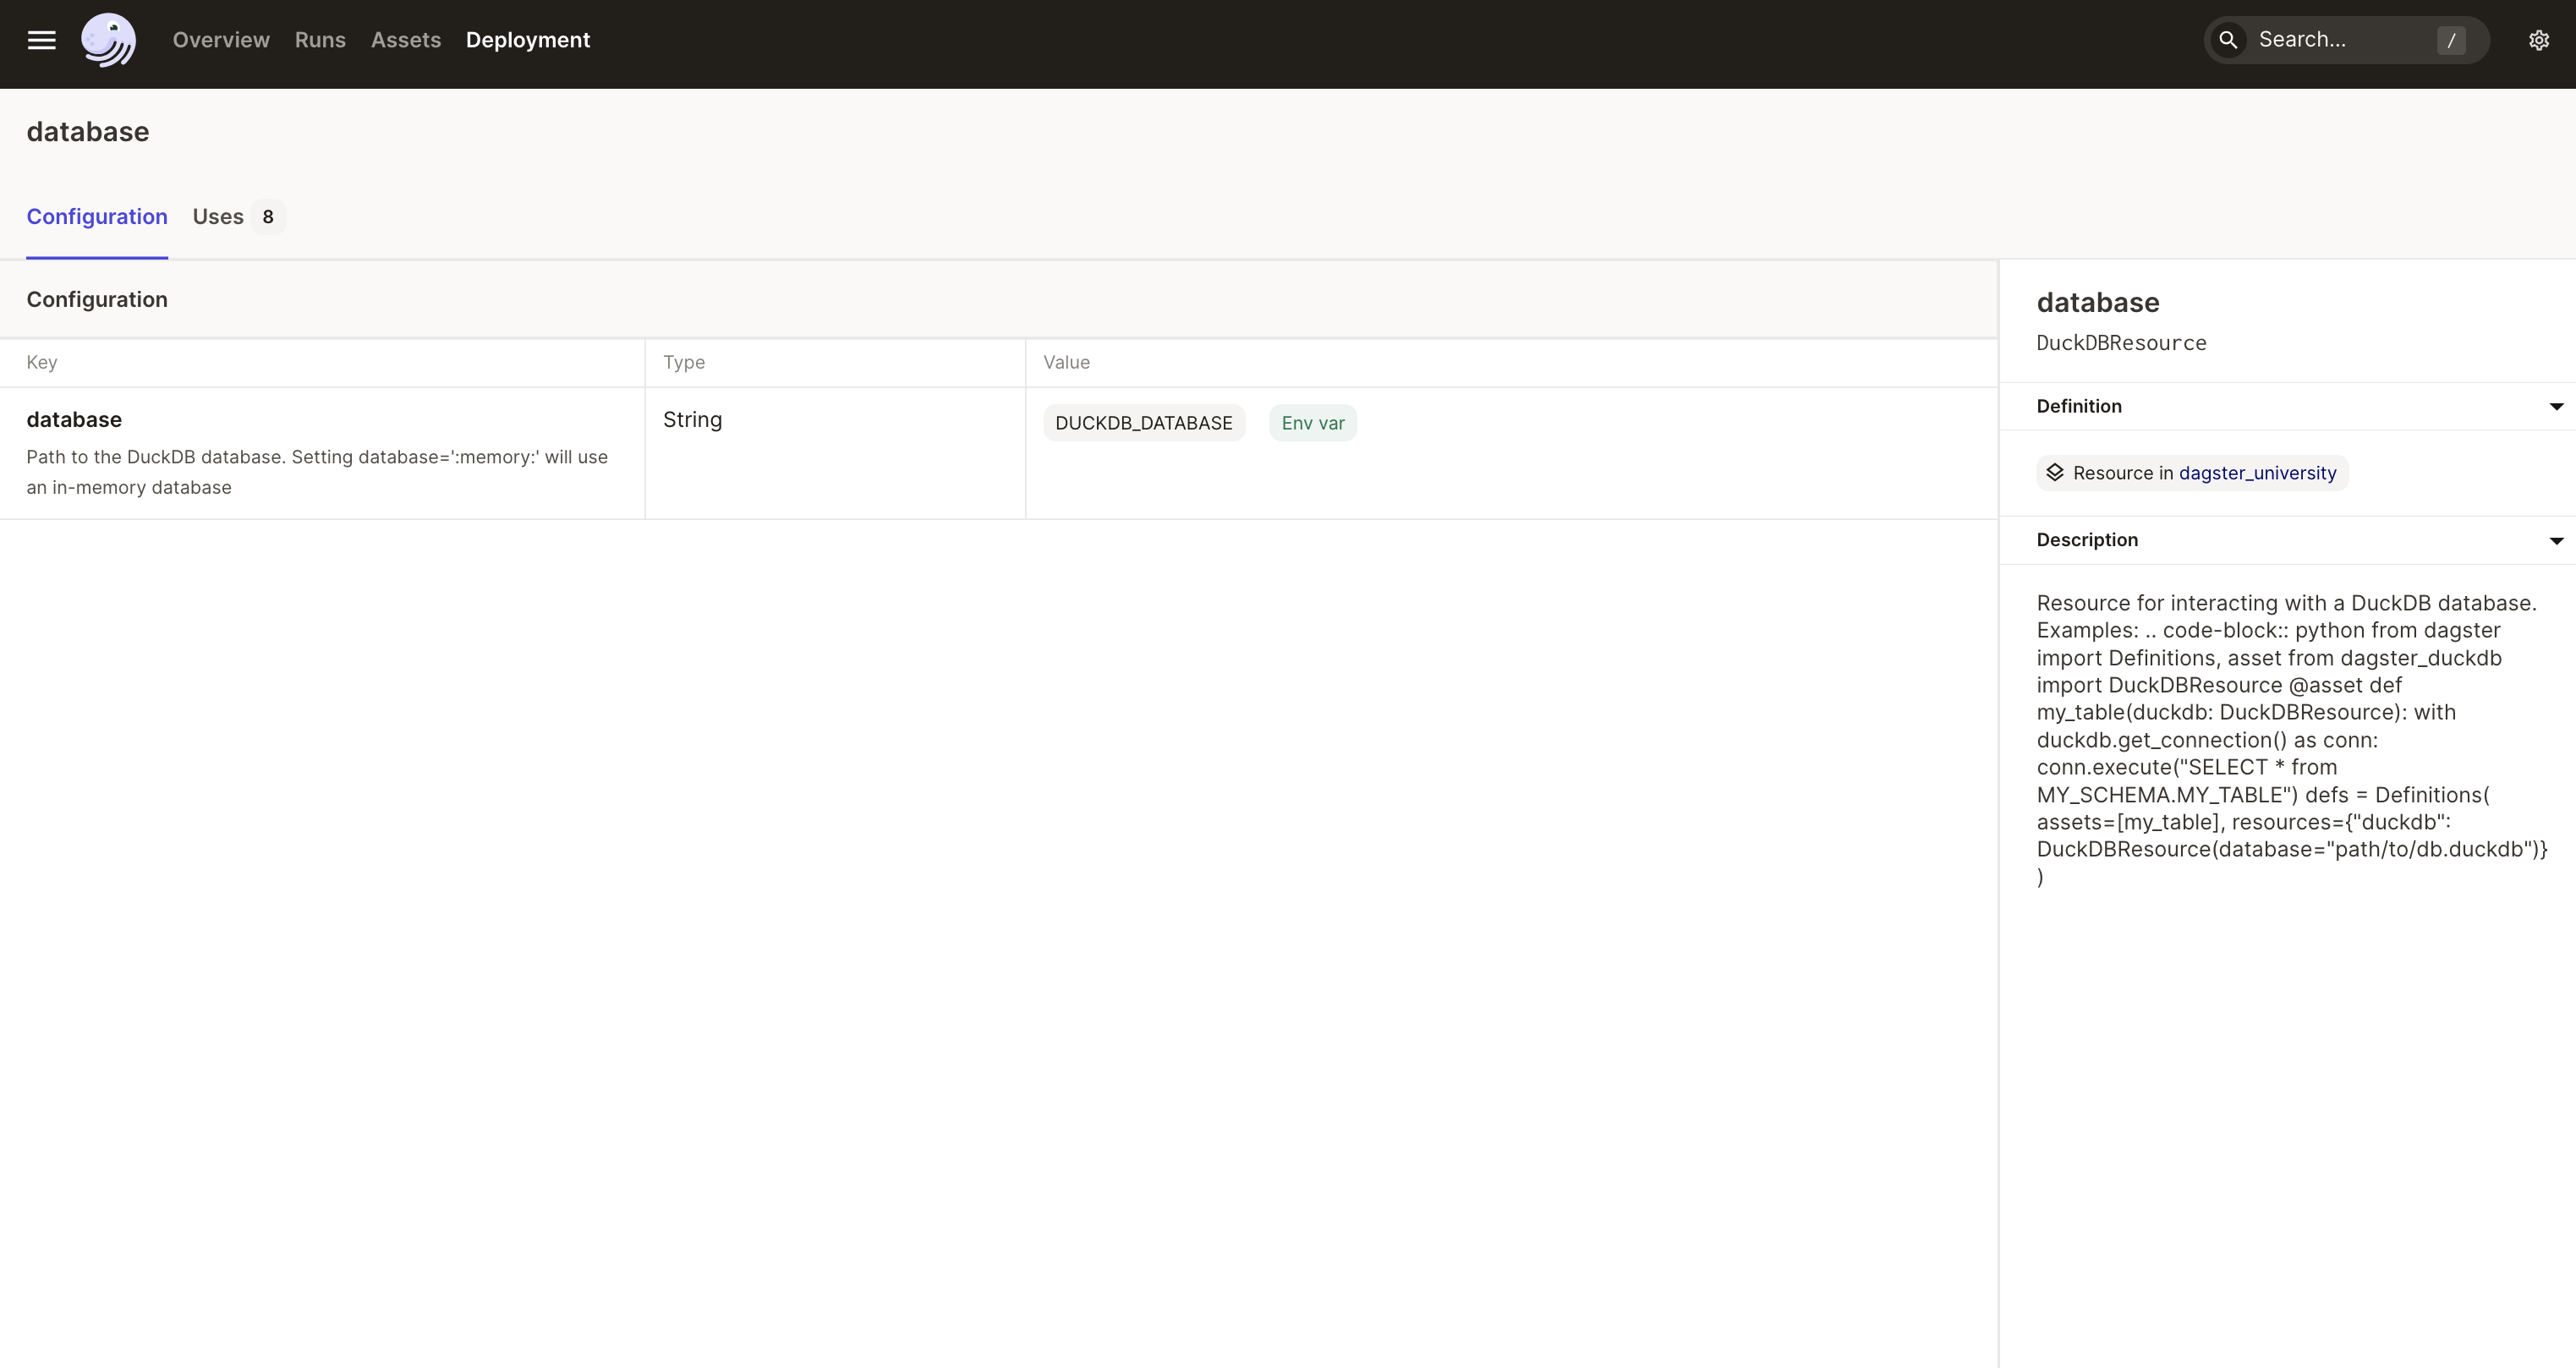 Overview Runs Assets Deployment Search... /
database
Configuration Uses 8
Configuration
Key Type Value
database String DUCKDB_DATABASE Env var
Path to the DuckDB database. Setting database=':memory:' will use
an in-memory database
database
DuckDBResource
Definition
Resource in dagster_university
Description
Resource for interacting with a DuckDB database.
Examples: .. code-block:: python from dagster
import Definitions, asset from dagster_duckdb
import DuckDBResource @asset def
my_table(duckdb: DuckDBResource): with
duckdb.get_connection() as conn:
conn.execute("SELECT * from
MY_SCHEMA.MY_TABLE") defs = Definitions(
assets=[my_table], resources={"duckdb":
DuckDBResource(database="path/to/db.duckdb")}
)